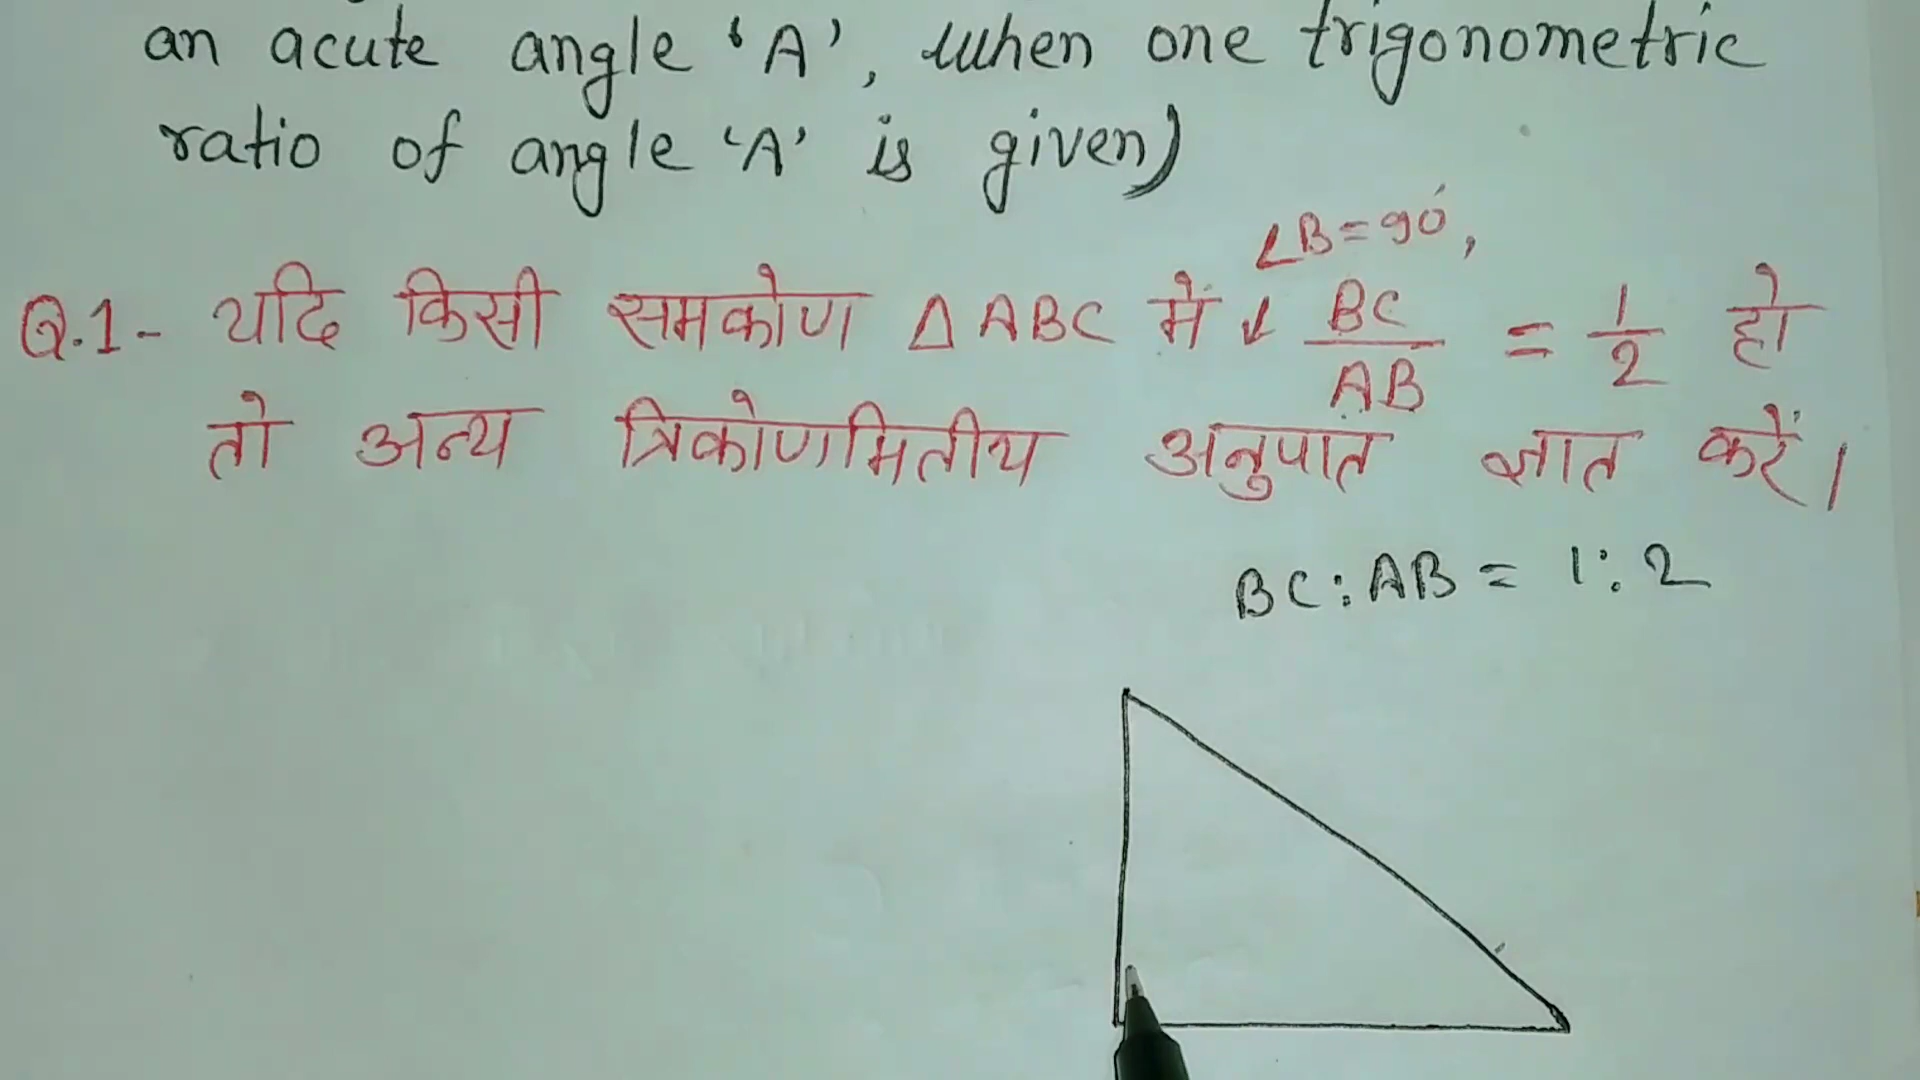 an acute angle 'A', when one trigonometric
ratio of angle 'A' is given)
∠B=90°,
Q.1- यदि किसी समकोण △ABC में ↓ BC/AB = 1/2 हो
तो अन्य त्रिकोणमितीय अनुपात ज्ञात करें।
BC:AB = 1:2